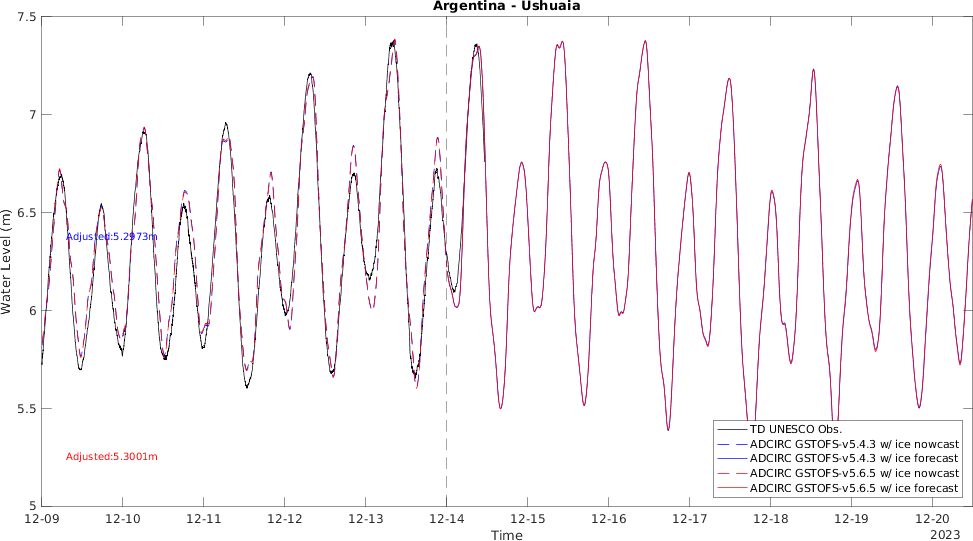 Argentina - Ushuaia
7.5
7
6.5
6
5.5
5
Water Level (m)
Adjusted:5.2973m
Adjusted:5.3001m
TD UNESCO Obs.
ADCIRC GSTOFS-v5.4.3 w/ ice nowcast
ADCIRC GSTOFS-v5.4.3 w/ ice forecast
ADCIRC GSTOFS-v5.6.5 w/ ice nowcast
ADCIRC GSTOFS-v5.6.5 w/ ice forecast
12-09 12-10 12-11 12-12 12-13 12-14 12-15 12-16 12-17 12-18 12-19 12-20
Time
2023